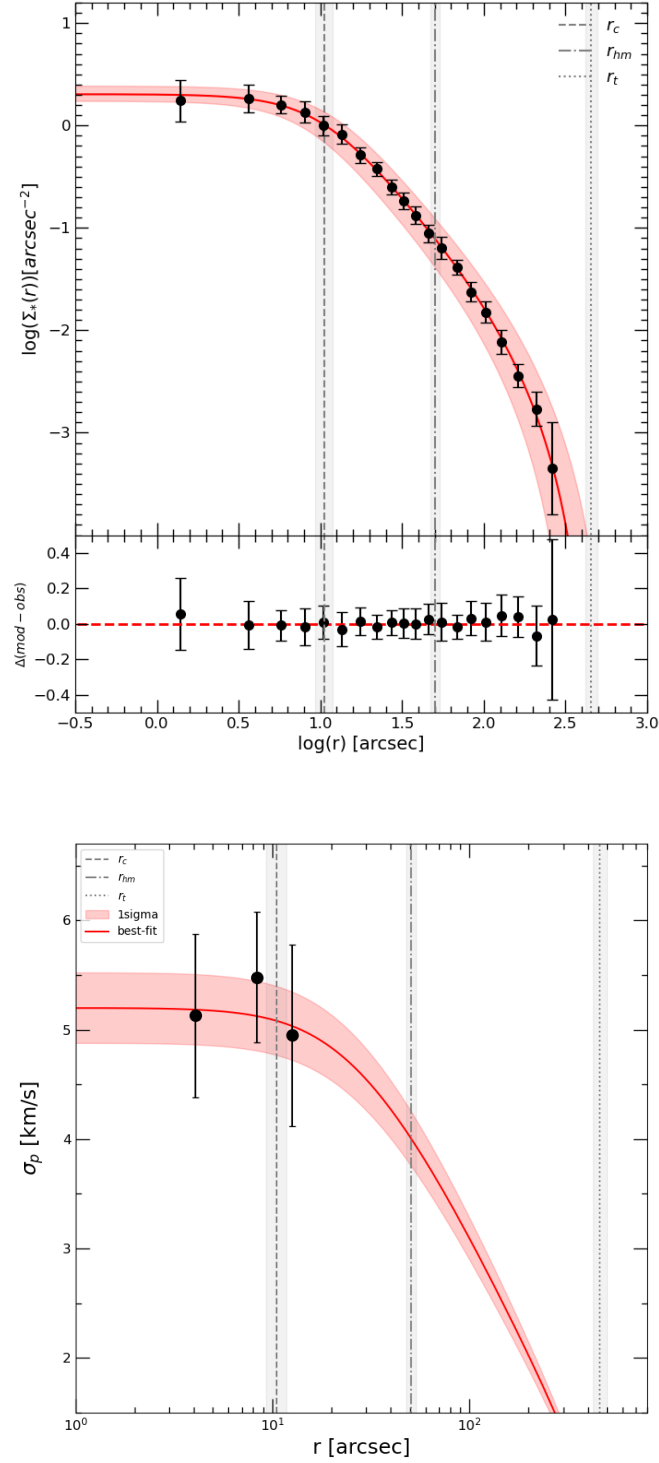 r_c
r_hm
r_t
1
0
−1
−2
−3
log(Σ_*(r))[arcsec⁻²]
0.4
0.2
0.0
−0.2
−0.4
Δ(mod − obs)
−0.5 0.0 0.5 1.0 1.5 2.0 2.5 3.0
log(r) [arcsec]
r_c
r_hm
r_t
1sigma
best-fit
6
5
4
3
2
σ_p [km/s]
10⁰ 10¹ 10²
r [arcsec]